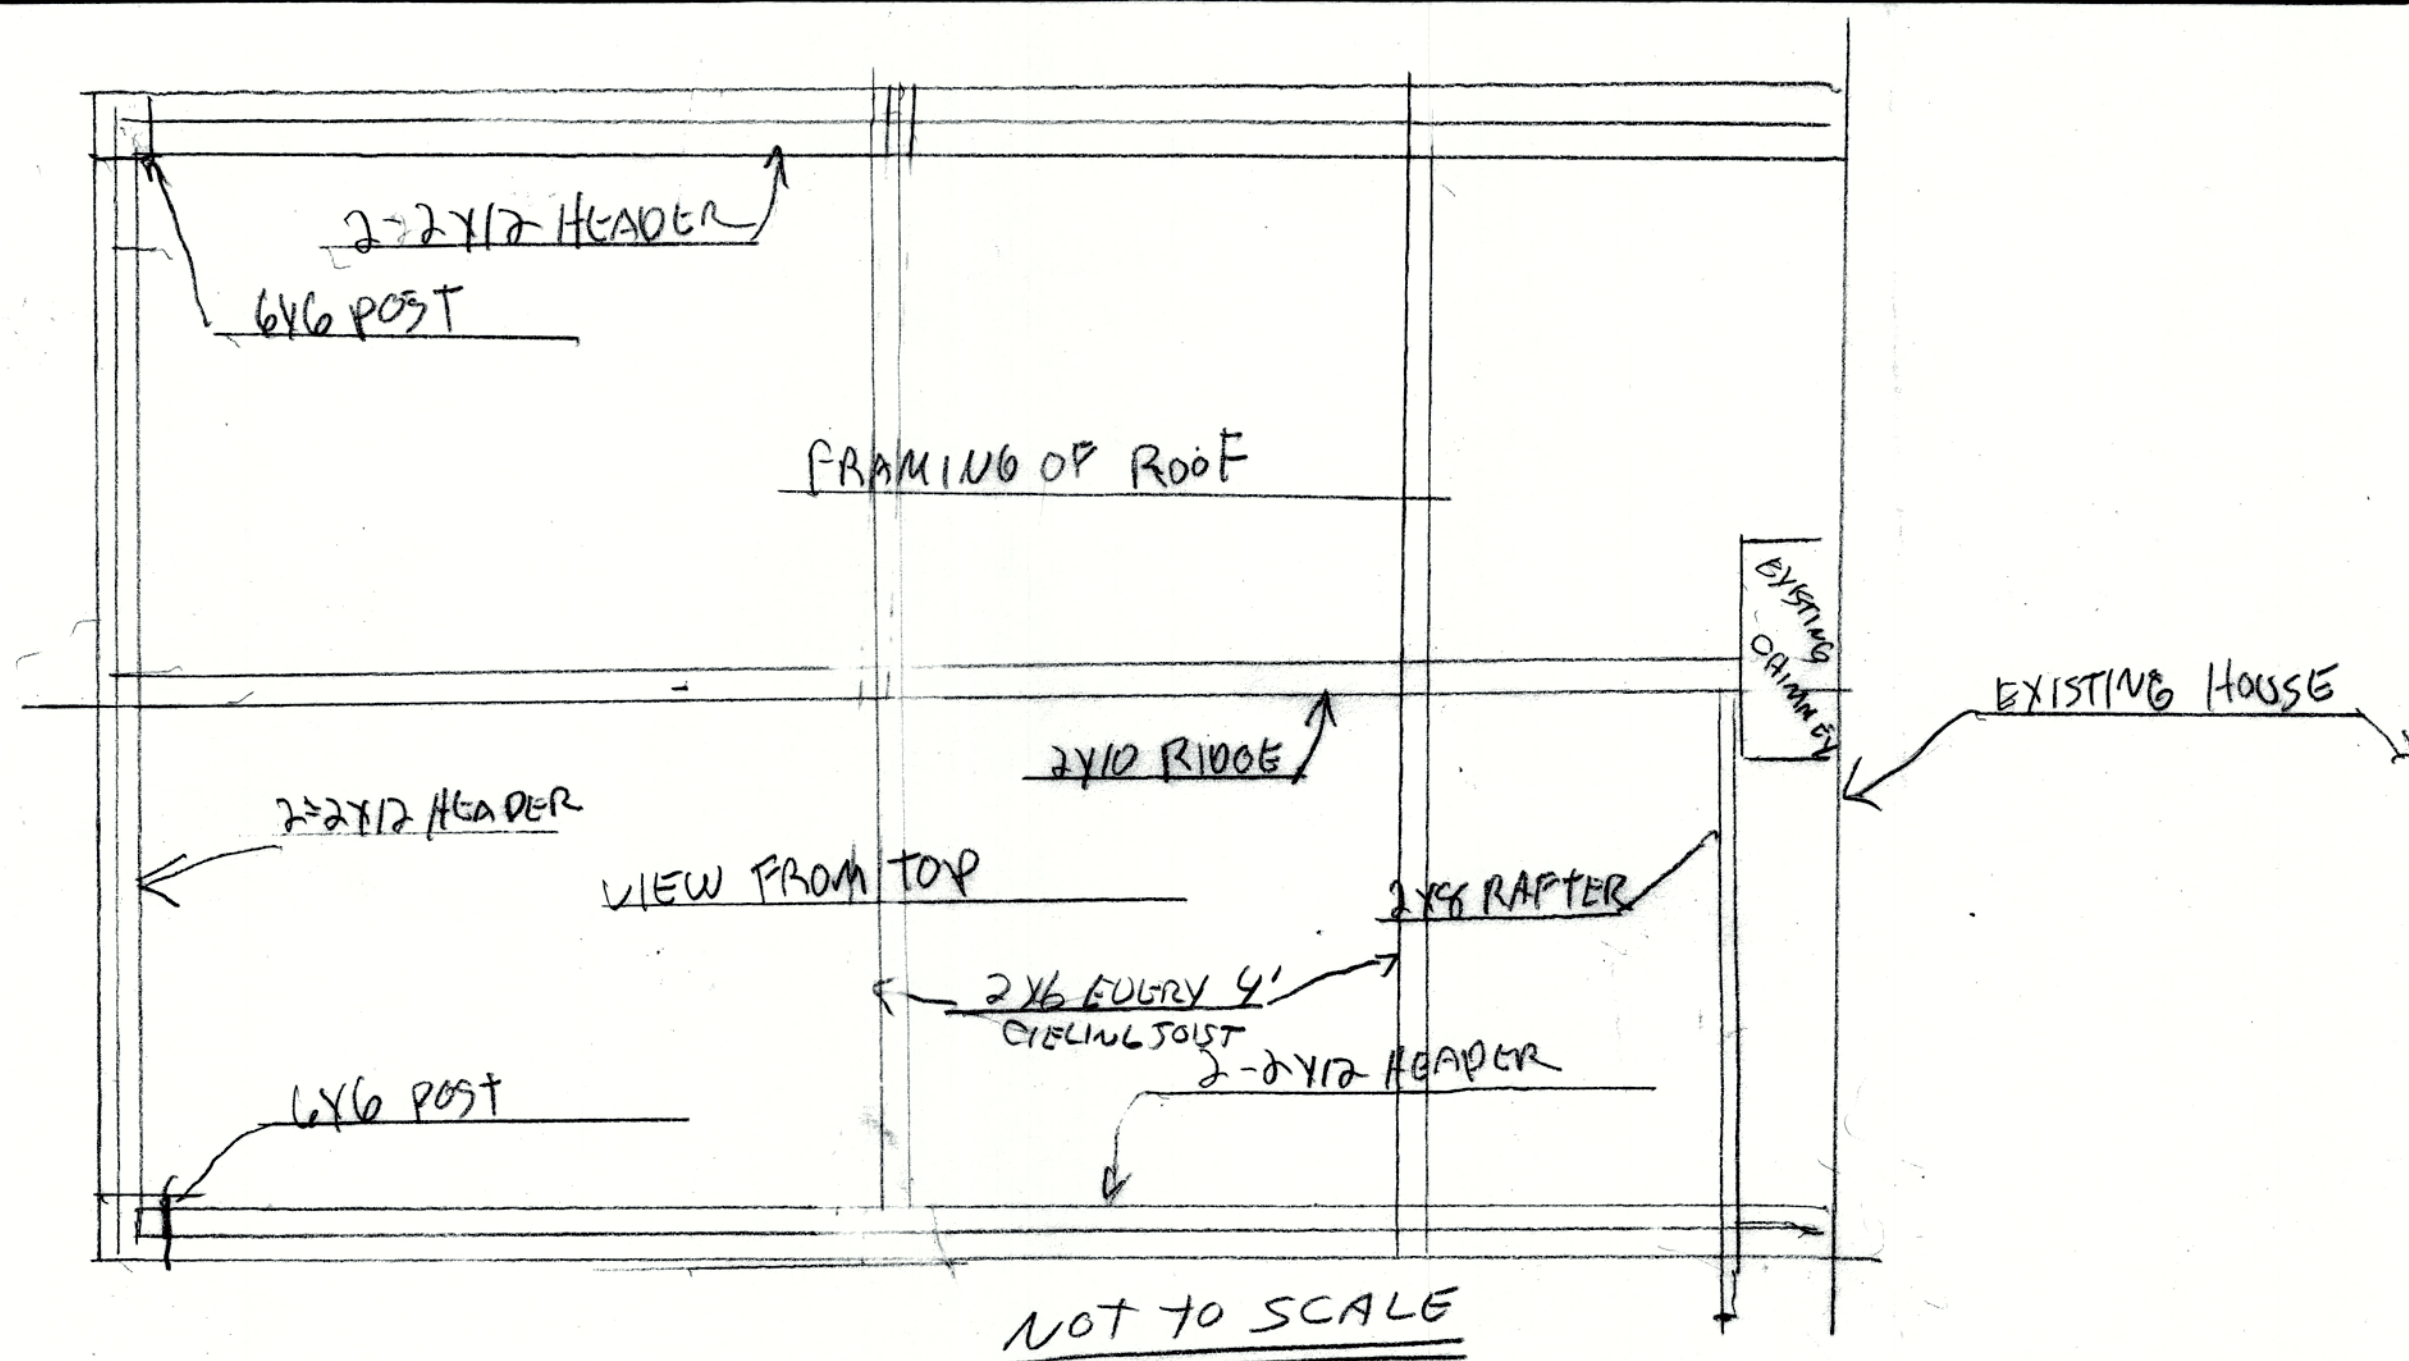 2-2X12 HEADER
6X6 POST
FRAMING OF ROOF
EXISTING
CHIMNEY
EXISTING HOUSE
2X10 RIDGE
2-2X12 HEADER
VIEW FROM TOP
2X8 RAFTER
2X6 EVERY 4'
CIELING JOIST
2-2X12 HEADER
6X6 POST
NOT TO SCALE